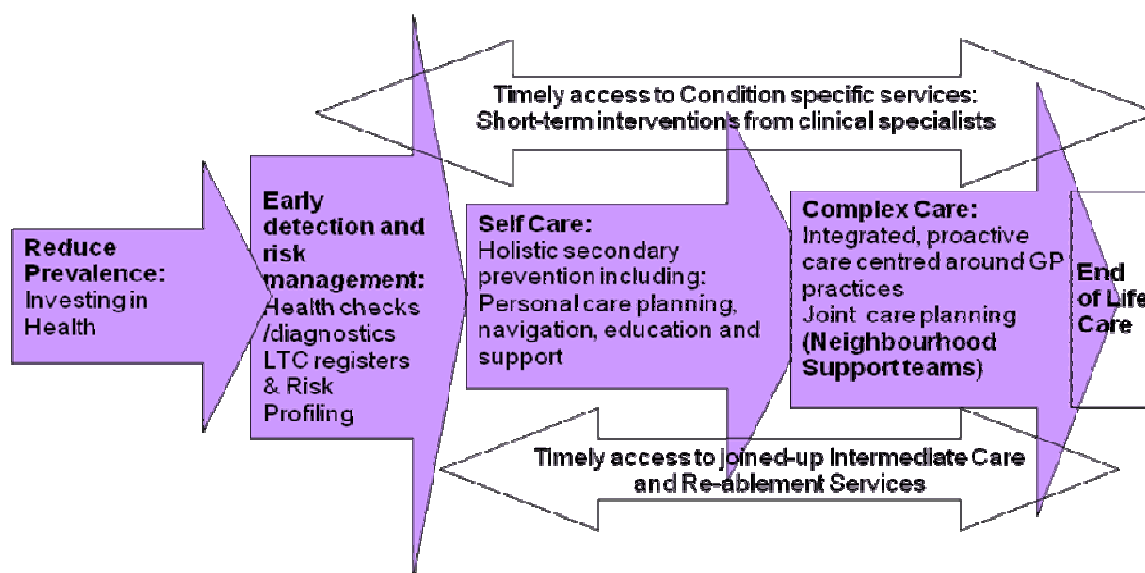 Timely access to Condition specific services:
Short-term interventions from clinical specialists
Reduce
Prevalence:
Investing in
Health
Early
detection and
risk
management:
Health checks
/diagnostics
LTC registers
& Risk
Profiling
Self Care:
Holistic secondary
prevention including:
Personal care planning,
navigation, education and
support
Complex Care:
Integrated, proactive
care centred around GP
practices
Joint care planning
(Neighbourhood
Support teams)
End
of Life
Care
Timely access to joined-up Intermediate Care
and Re-ablement Services